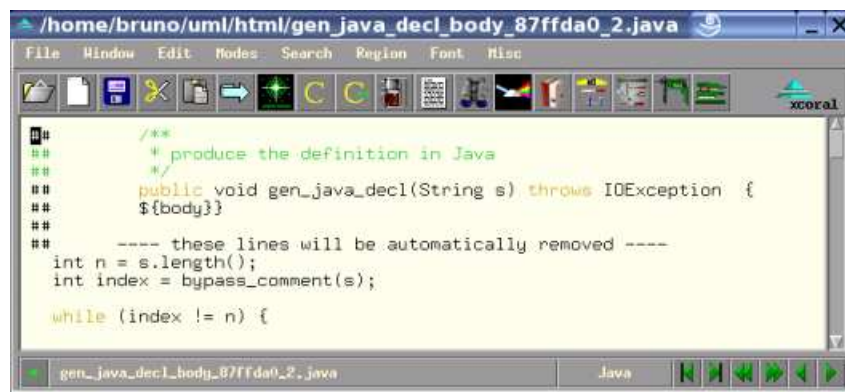 /home/bruno/uml/html/gen_java_decl_body_87ffda0_2.java
File Window Edit Modes Search Region Font Misc
C C
xcoral
## /**
## * produce the definition in Java
## */
## public void gen_java_decl(String s) throws IOException {
## ${body}}
##
## ---- these lines will be automatically removed ----
int n = s.length();
int index = bypass_comment(s);
while (index != n) {
gen_java_decl_body_87ffda0_2.java Java